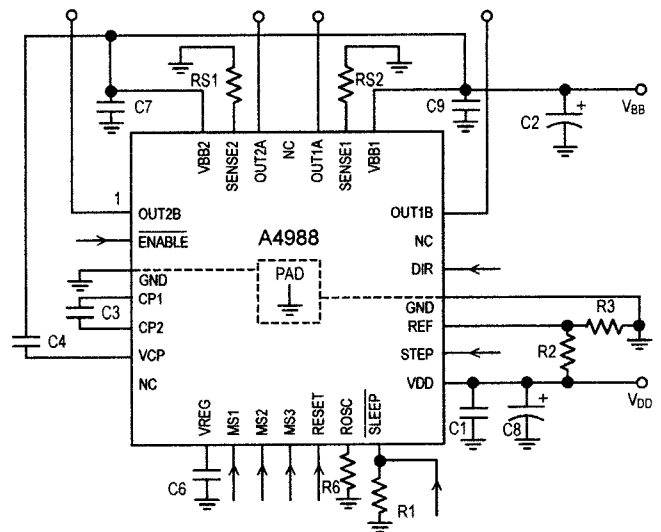 RS1
RS2
C7
C9
C2
+
VBB
VBB2
SENSE2
OUT2A
NC
OUT1A
SENSE1
VBB1
1
OUT2B
ENABLE
GND
CP1
CP2
VCP
NC
A4988
PAD
OUT1B
NC
DIR
GND
REF
STEP
VDD
C3
C4
R3
R2
VDD
C1
C8
+
VREG
MS1
MS2
MS3
RESET
ROSC
SLEEP
C6
R6
R1